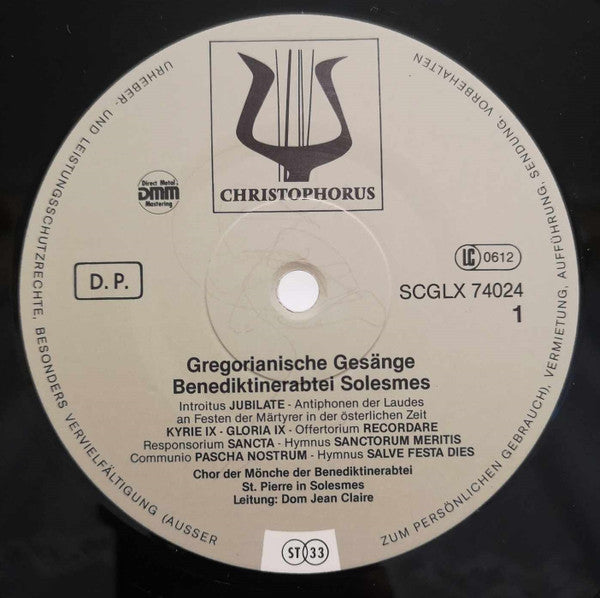 CHRISTOPHORUS
Direct Metal
DMM
Mastering
LC 0612
D. P.
SCGLX 74024
1
Gregorianische Gesänge
Benediktinerabtei Solesmes
Introitus JUBILATE - Antiphonen der Laudes
an Festen der Märtyrer in der österlichen Zeit
KYRIE IX - GLORIA IX - Offertorium RECORDARE
Responsorium SANCTA - Hymnus SANCTORUM MERITIS
Communio PASCHA NOSTRUM - Hymnus SALVE FESTA DIES
Chor der Mönche der Benediktinerabtei
St. Pierre in Solesmes
Leitung: Dom Jean Claire
ST 33
URHEBER- UND LEISTUNGSSCHUTZRECHTE, BESONDERS VERVIELFÄLTIGUNG (AUSSER ZUM PERSÖNLICHEN GEBRAUCH), VERMIETUNG, AUFFÜHRUNG, SENDUNG, VORBEHALTEN